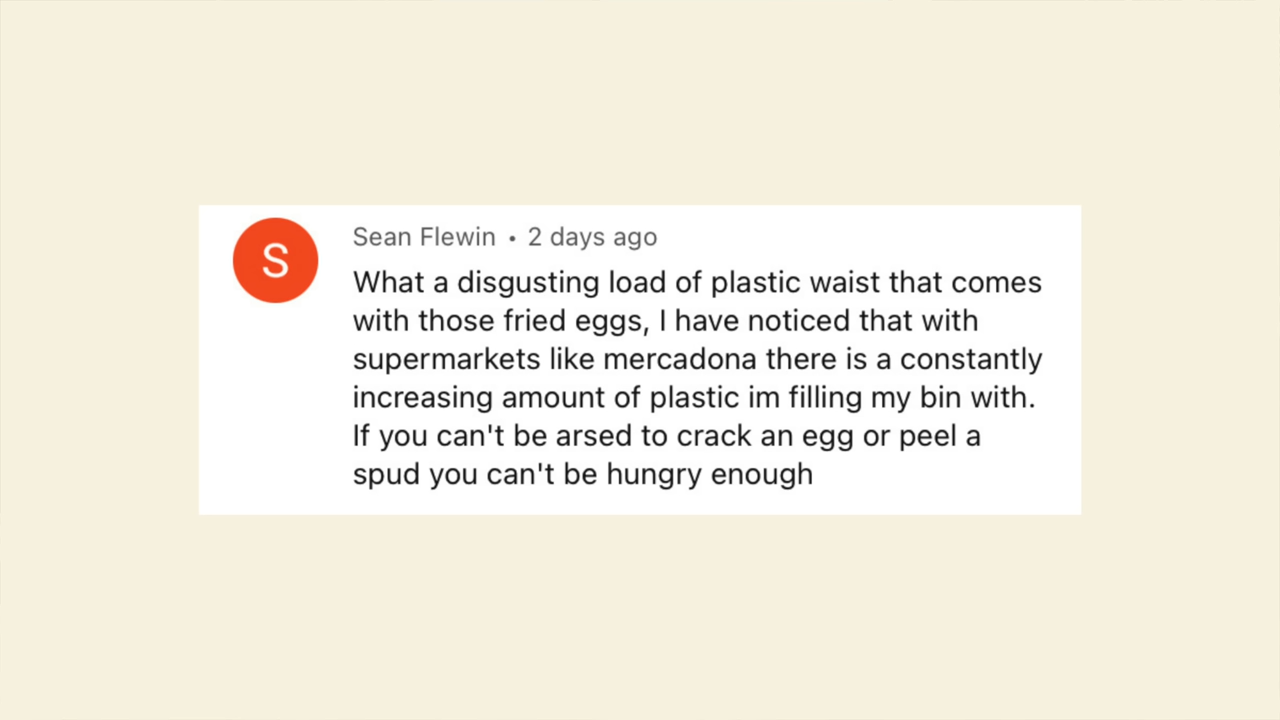 S
Sean Flewin • 2 days ago
What a disgusting load of plastic waist that comes
with those fried eggs, I have noticed that with
supermarkets like mercadona there is a constantly
increasing amount of plastic im filling my bin with.
If you can't be arsed to crack an egg or peel a
spud you can't be hungry enough